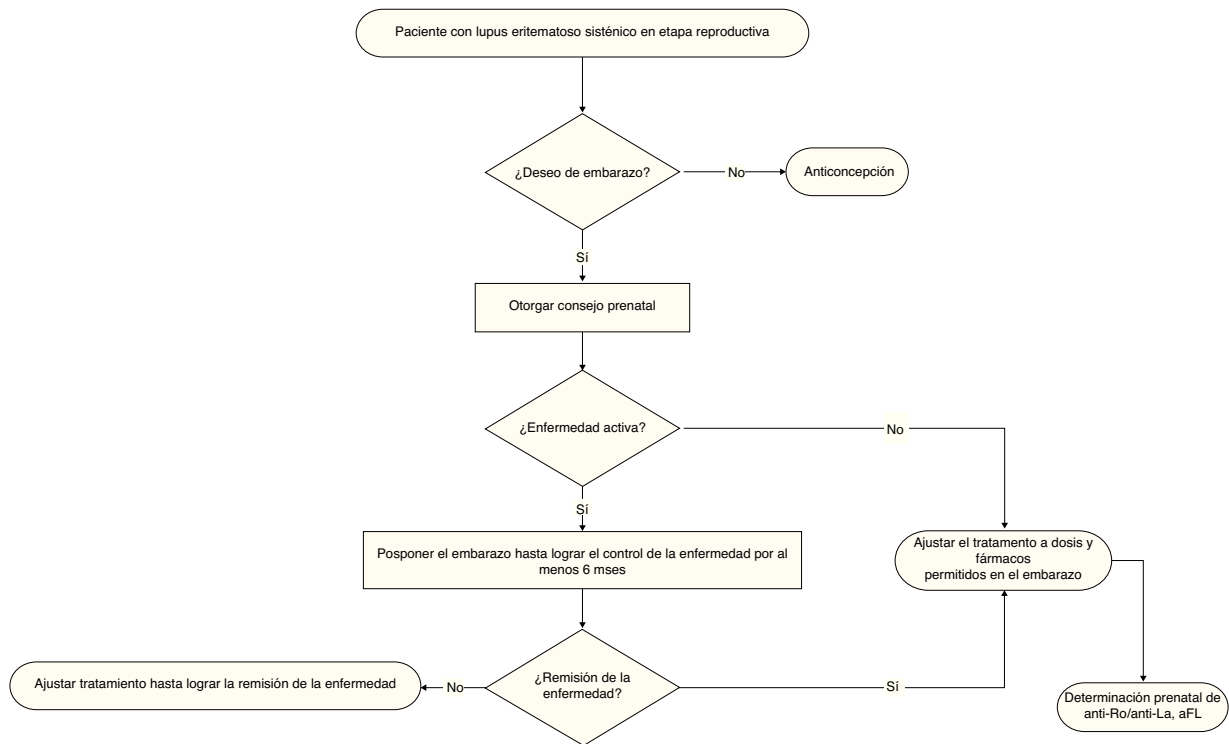 Paciente con lupus eritematoso sisténico en etapa reproductiva
¿Deseo de embarazo?
No
Anticoncepción
Sí
Otorgar consejo prenatal
¿Enfermedad activa?
No
Sí
Posponer el embarazo hasta lograr el control de la enfermedad por al
menos 6 mses
Ajustar el tratamiento a dosis y
fármacos
permitidos en el embarazo
¿Remisión de la
enfermedad?
No
Ajustar tratamiento hasta lograr la remisión de la enfermedad
Sí
Determinación prenatal de
anti-Ro/anti-La, aFL